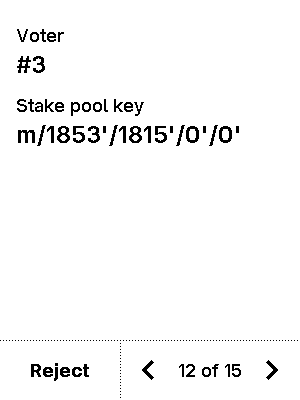 Voter
#3
Stake pool key
m/1853'/1815'/0'/0'
Reject
12 of 15